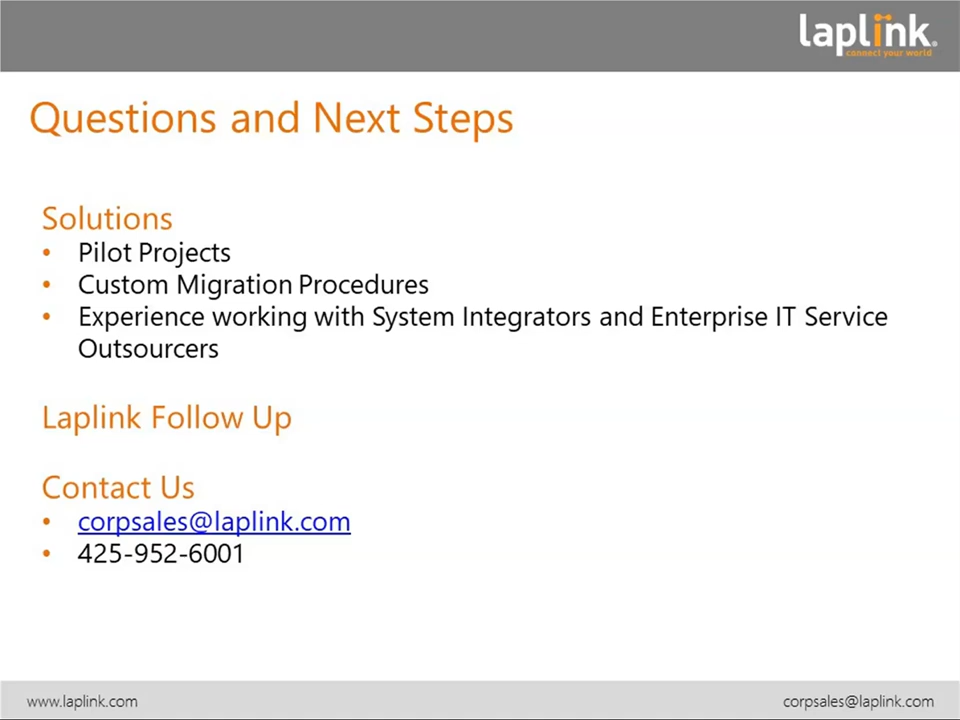 laplink.
connect your world
Questions and Next Steps
Solutions
• Pilot Projects
• Custom Migration Procedures
• Experience working with System Integrators and Enterprise IT Service
Outsourcers
Laplink Follow Up
Contact Us
• corpsales@laplink.com
• 425-952-6001
www.laplink.com
corpsales@laplink.com